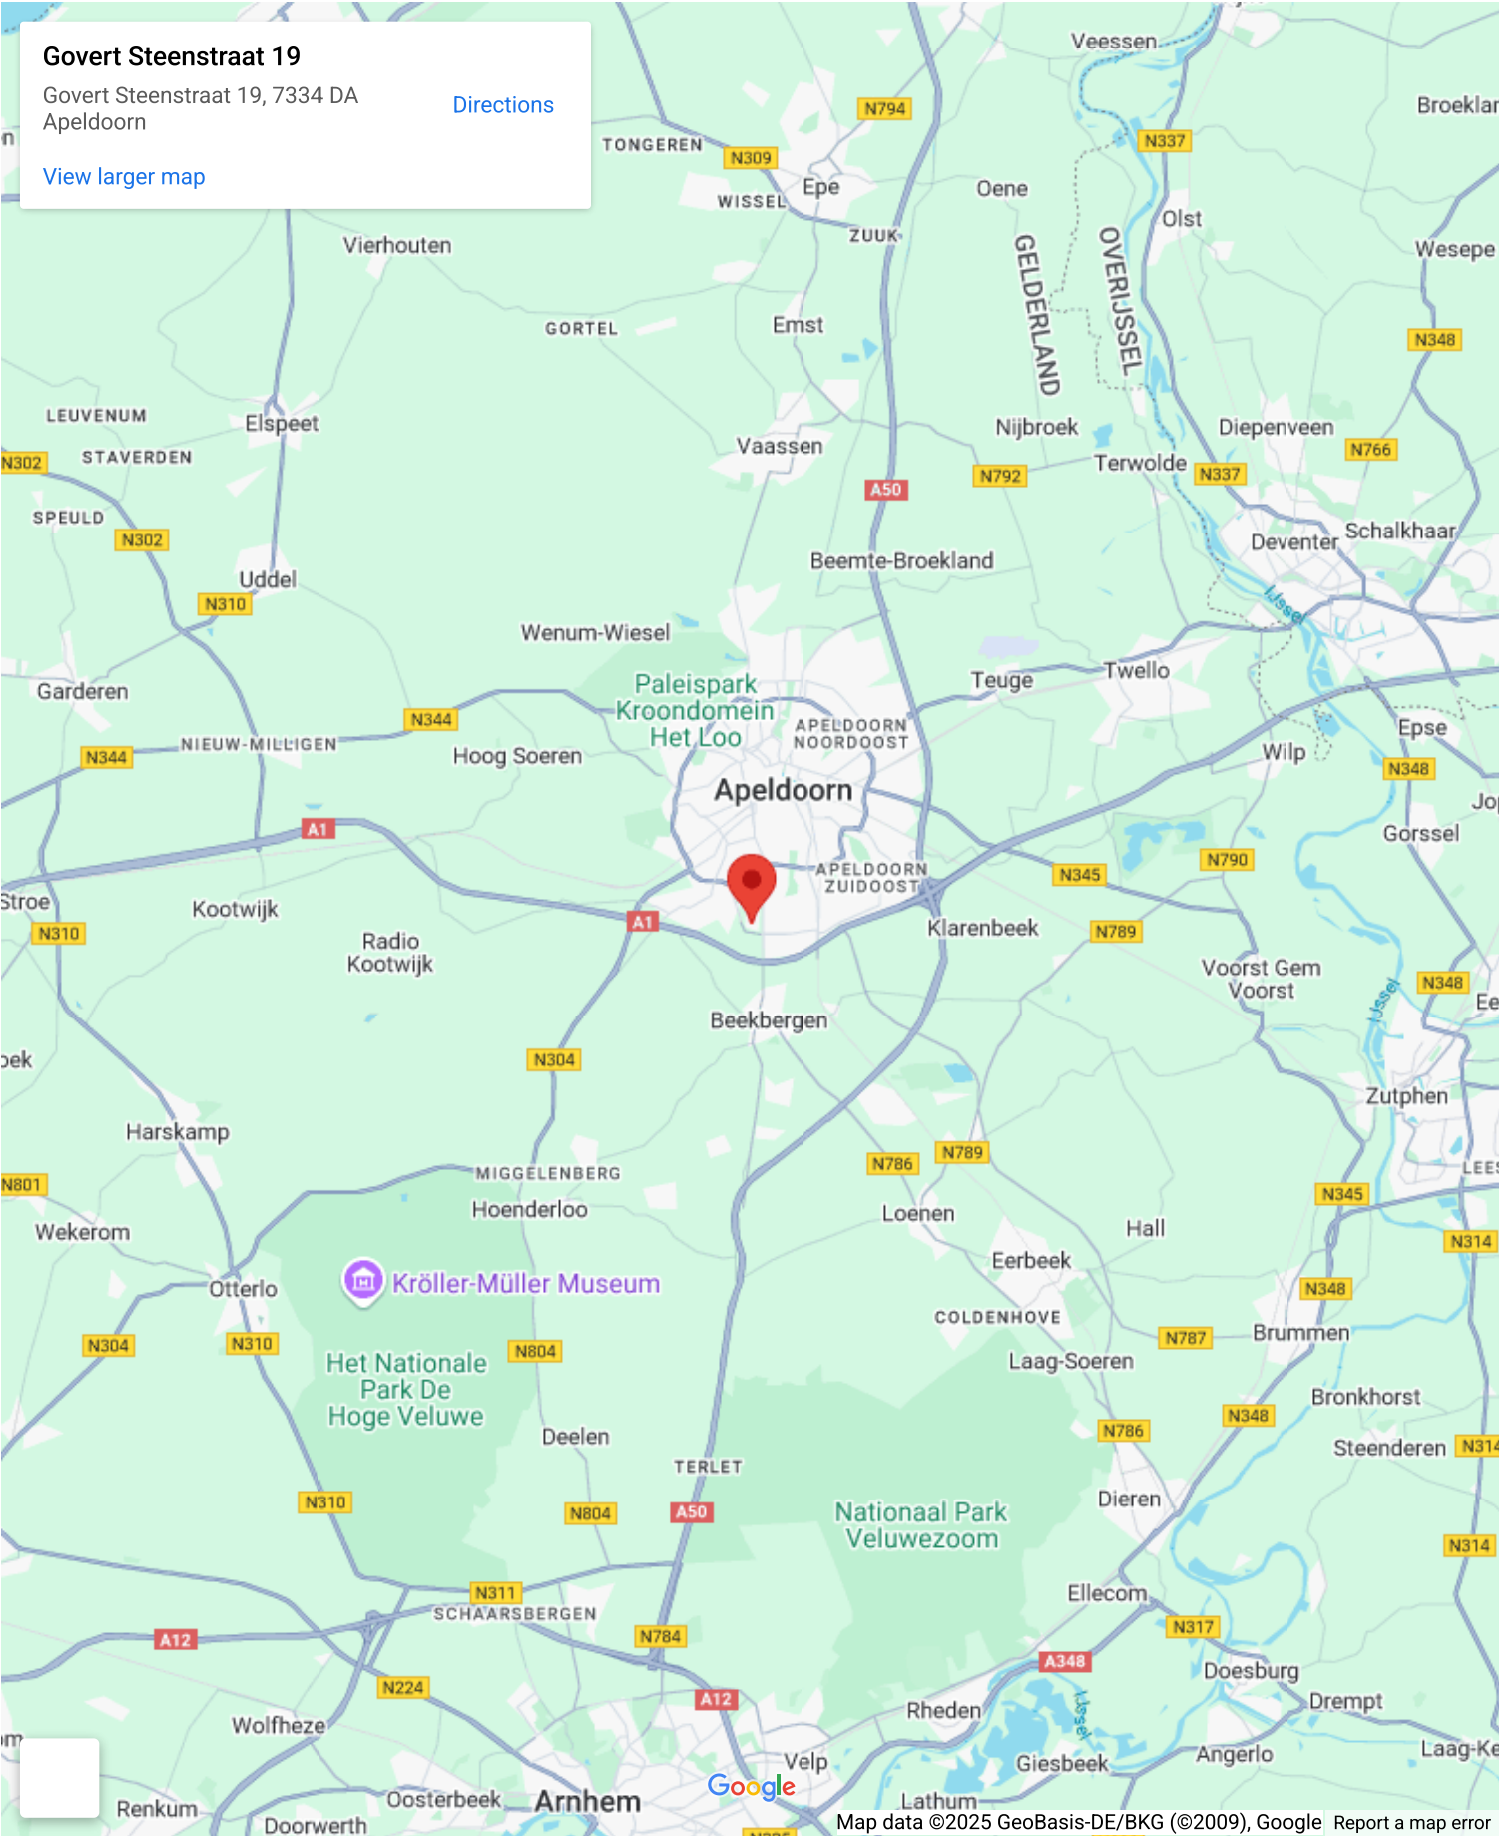 Govert Steenstraat 19
Govert Steenstraat 19, 7334 DA
Apeldoorn
Directions
View larger map
Veessen
N794
Broeklan
N337
TONGEREN
N309
Epe
Oene
WISSEL
Olst
ZUUK
Vierhouten
GELDERLAND
OVERIJSSEL
Wesepe
Emst
GORTEL
N348
LEUVENUM
Elspeet
Nijbroek
Diepenveen
Vaassen
N766
STAVERDEN
N302
Terwolde
N792
N337
A50
SPEULD
N302
Schalkhaar
Deventer
Beemte-Broekland
Uddel
N310
IJssel
Wenum-Wiesel
Twello
Teuge
Paleispark
Kroondomein
Het Loo
Garderen
N344
APELDOORN
NOORDOOST
Epse
NIEUW-MILLIGEN
N344
Hoog Soeren
Wilp
N348
Apeldoorn
A1
Gorssel
N790
APELDOORN
ZUIDOOST
N345
Stroe
Kootwijk
A1
Klarenbeek
N789
N310
Radio
Kootwijk
Voorst Gem
Voorst
N348
IJssel
Ee
Beekbergen
N304
oek
Zutphen
Harskamp
N789
N786
MIGGELENBERG
LEES
N801
N345
Hoenderloo
Loenen
Hall
Wekerom
N314
Eerbeek
Kröller-Müller Museum
Otterlo
N348
COLDENHOVE
Brummen
N304
N310
N804
N787
Het Nationale
Park De
Hoge Veluwe
Laag-Soeren
Bronkhorst
N348
N786
Deelen
Steenderen
N314
TERLET
Dieren
N310
N804
A50
Nationaal Park
Veluwezoom
N314
N311
Ellecom
SCHAARSBERGEN
N317
N784
A12
A348
Doesburg
N224
A12
Drempt
Rheden
IJssel
Wolfheze
Velp
Giesbeek
Angerlo
Laag-Ke
Google
Oosterbeek
Arnhem
Lathum
Renkum
Doorwerth
Map data ©2025 GeoBasis-DE/BKG (©2009), Google
Report a map error